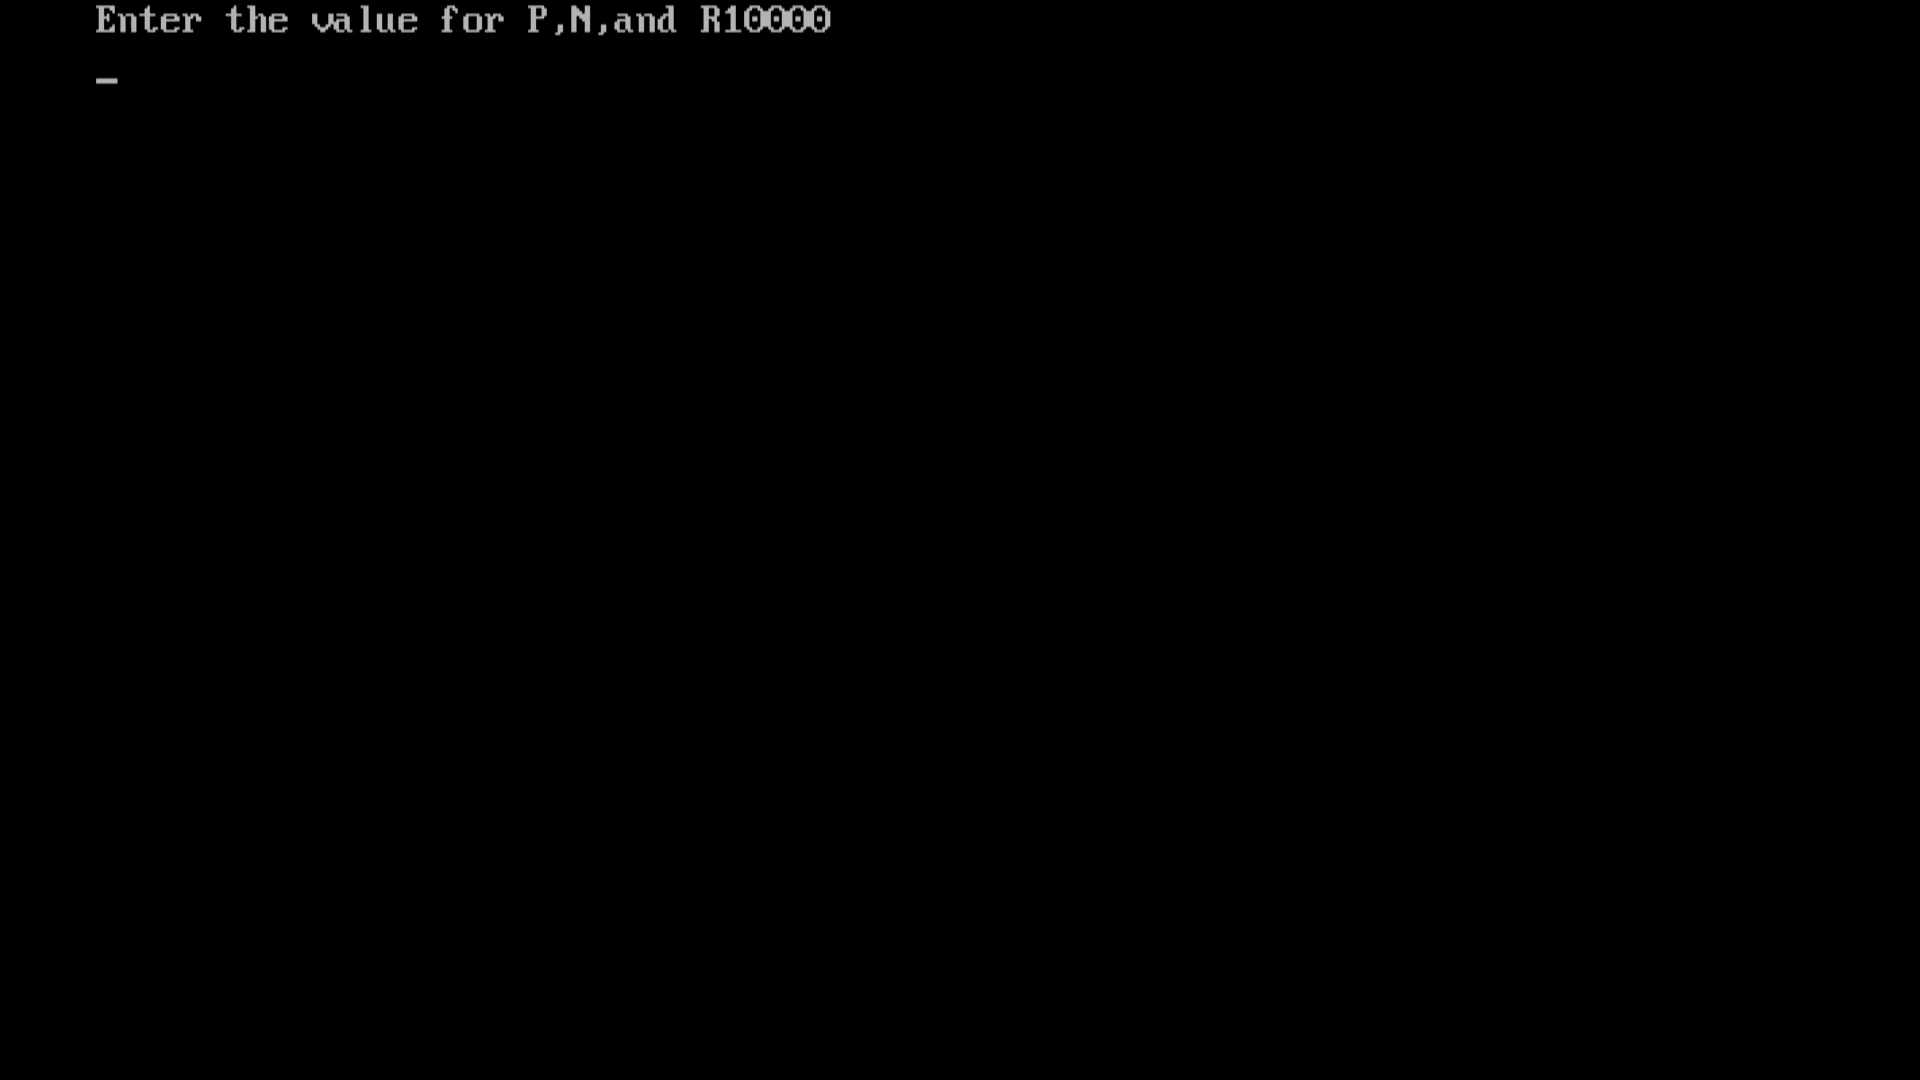 Enter the value for P,N,and R10000
_